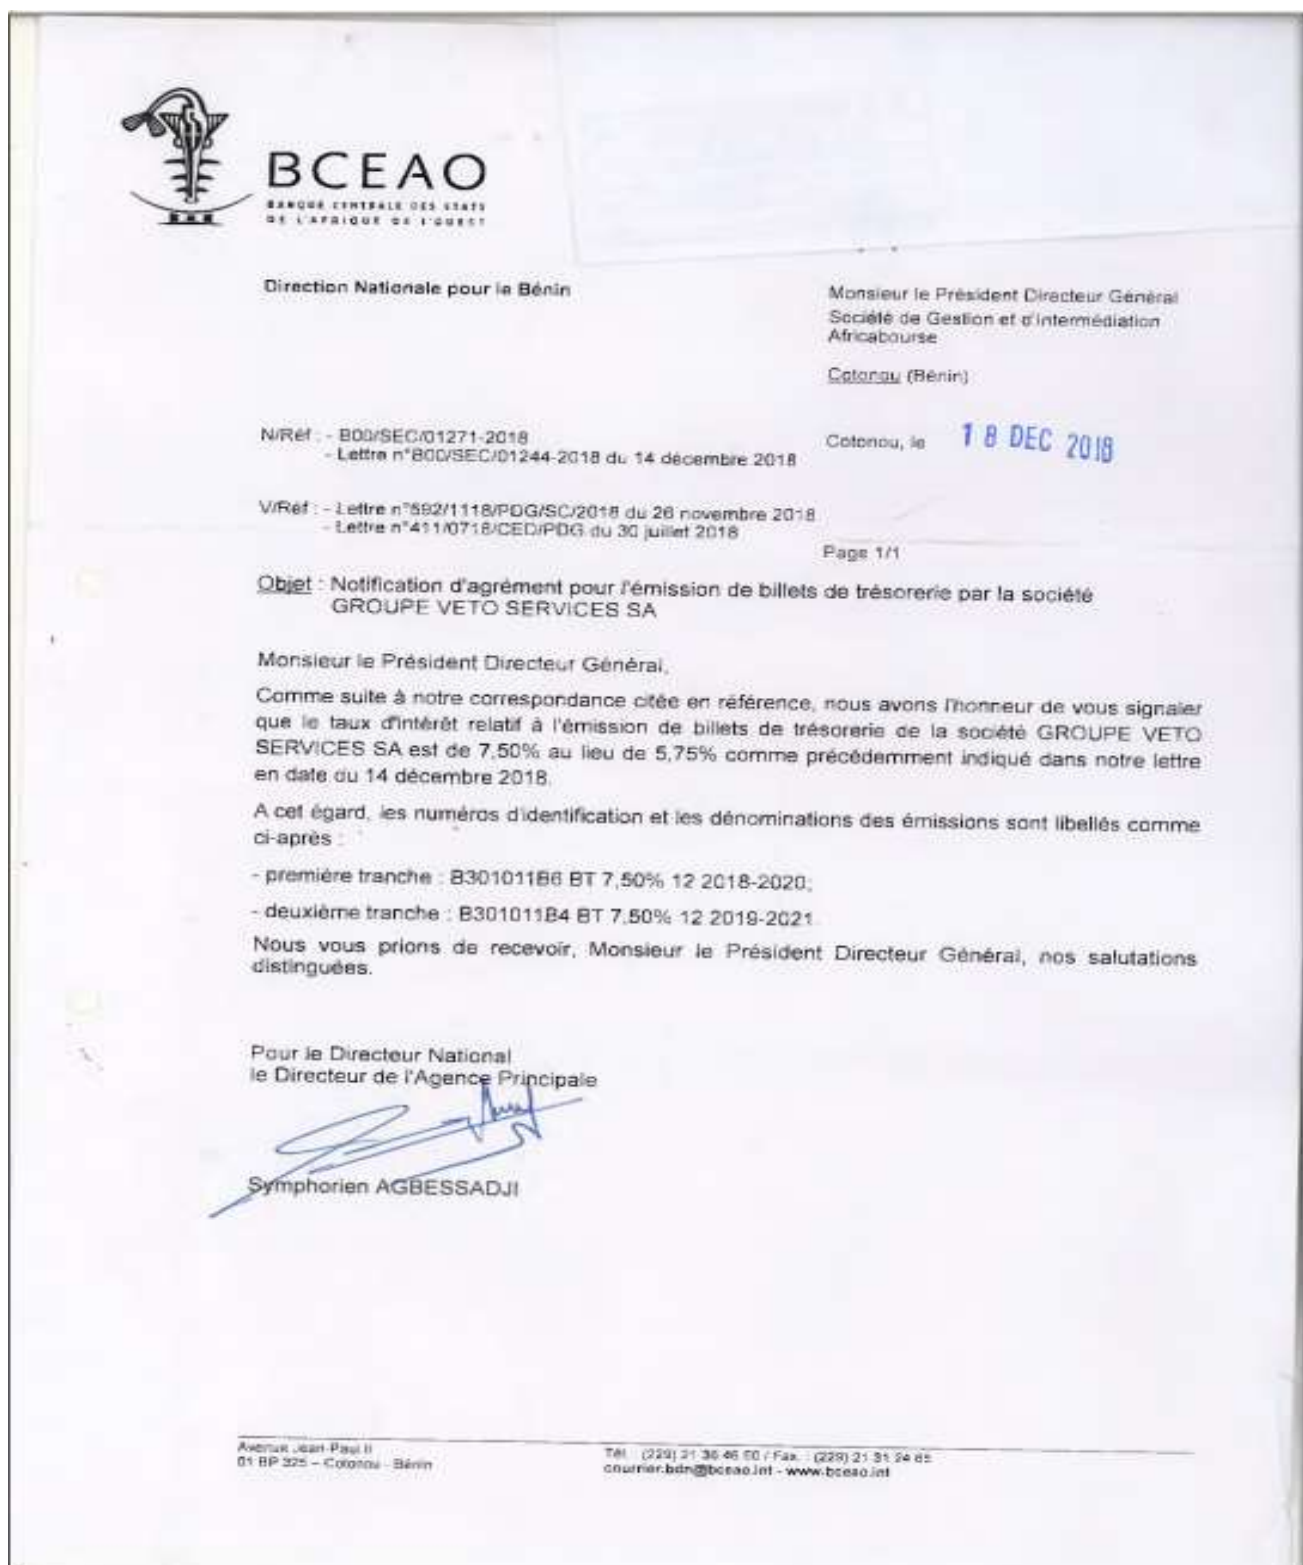 BCEAO
BANQUE CENTRALE DES ETATS
DE L'AFRIQUE DE L'OUEST
Direction Nationale pour le Bénin
Monsieur le Président Directeur Général
Société de Gestion et d'Intermédiation
Africabourse
Cotonou (Bénin)
N/Réf : - B00/SEC/01271-2018
- Lettre n°B00/SEC/01244-2018 du 14 décembre 2018
Cotonou, le 18 DEC 2018
V/Réf : - Lettre n°592/1118/PDG/SC/2018 du 26 novembre 2018
- Lettre n°411/0718/CED/PDG du 30 juillet 2018
Page 1/1
Objet : Notification d'agrément pour l'émission de billets de trésorerie par la société
GROUPE VETO SERVICES SA
Monsieur le Président Directeur Général,
Comme suite à notre correspondance citée en référence, nous avons l'honneur de vous signaler
que le taux d'intérêt relatif à l'émission de billets de trésorerie de la société GROUPE VETO
SERVICES SA est de 7,50% au lieu de 5,75% comme précédemment indiqué dans notre lettre
en date du 14 décembre 2018.
A cet égard, les numéros d'identification et les dénominations des émissions sont libellés comme
ci-après :
- première tranche : B301011B6 BT 7,50% 12 2018-2020;
- deuxième tranche : B301011B4 BT 7,50% 12 2019-2021.
Nous vous prions de recevoir, Monsieur le Président Directeur Général, nos salutations
distinguées.
Pour le Directeur National
le Directeur de l'Agence Principale
Symphorien AGBESSADJI
Avenue Jean-Paul II
01 BP 325 – Cotonou - Bénin
Tél. : (229) 21 36 46 / Fax. : (229) 21 31 24
courrier.bdn@bceao.int - www.bceao.int